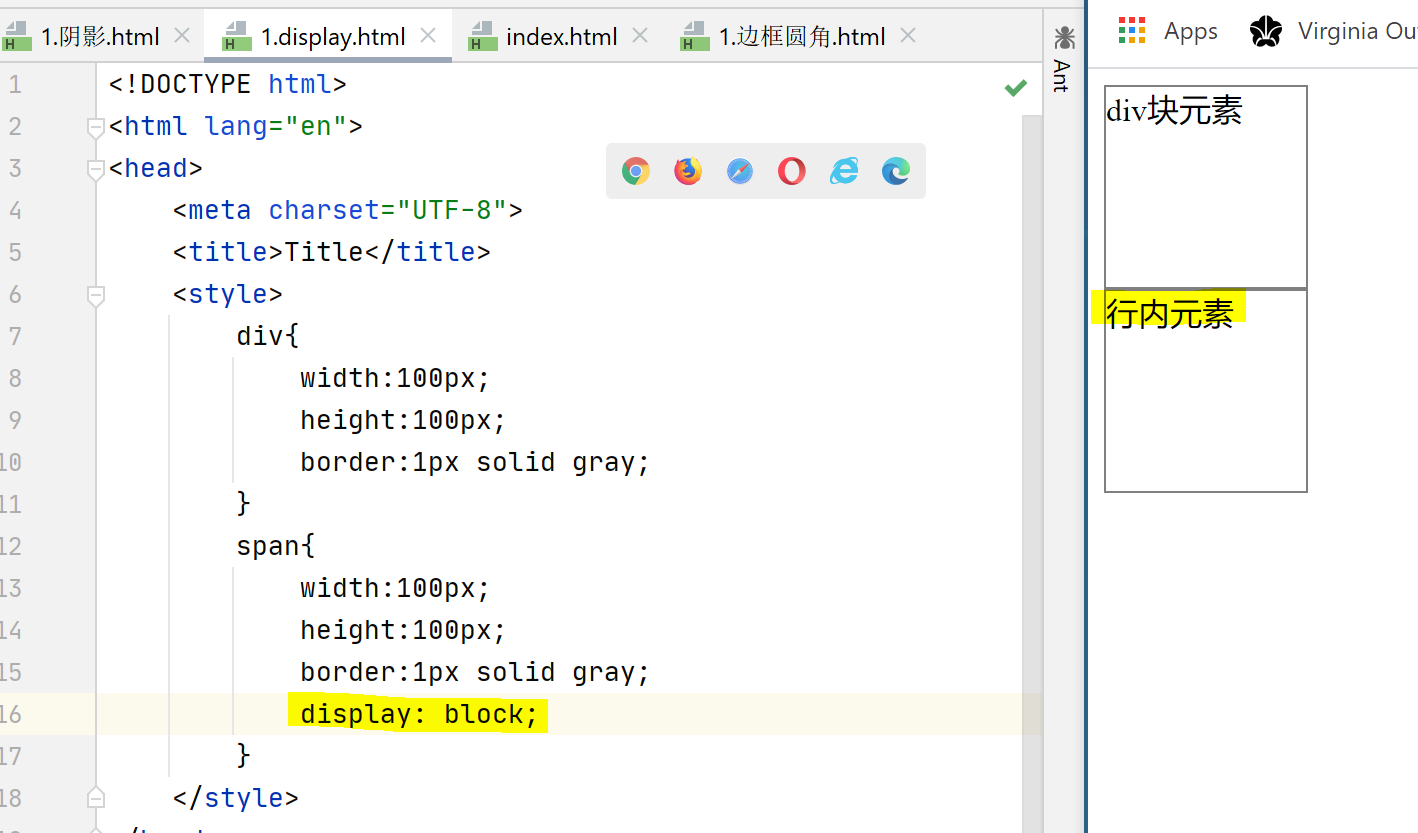 1.阴影.html
1.display.html
index.html
1.边框圆角.html
Ant
Apps
Virginia Ou
1 <!DOCTYPE html>
2 <html lang="en">
3 <head>
4 <meta charset="UTF-8">
5 <title>Title</title>
6 <style>
7 div{
8 width:100px;
9 height:100px;
10 border:1px solid gray;
11 }
12 span{
13 width:100px;
14 height:100px;
15 border:1px solid gray;
16 display: block;
17 }
18 </style>
div块元素
行内元素